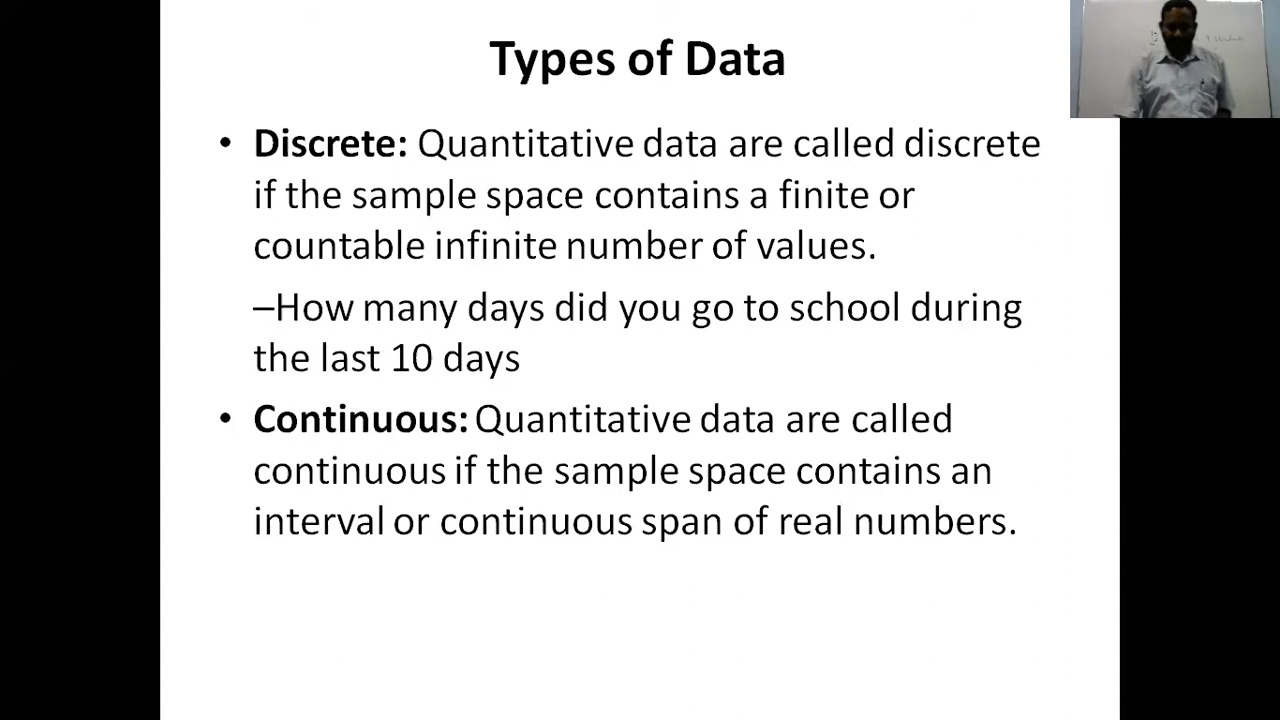 Types of Data
• Discrete: Quantitative data are called discrete
if the sample space contains a finite or
countable infinite number of values.
–How many days did you go to school during
the last 10 days
• Continuous: Quantitative data are called
continuous if the sample space contains an
interval or continuous span of real numbers.